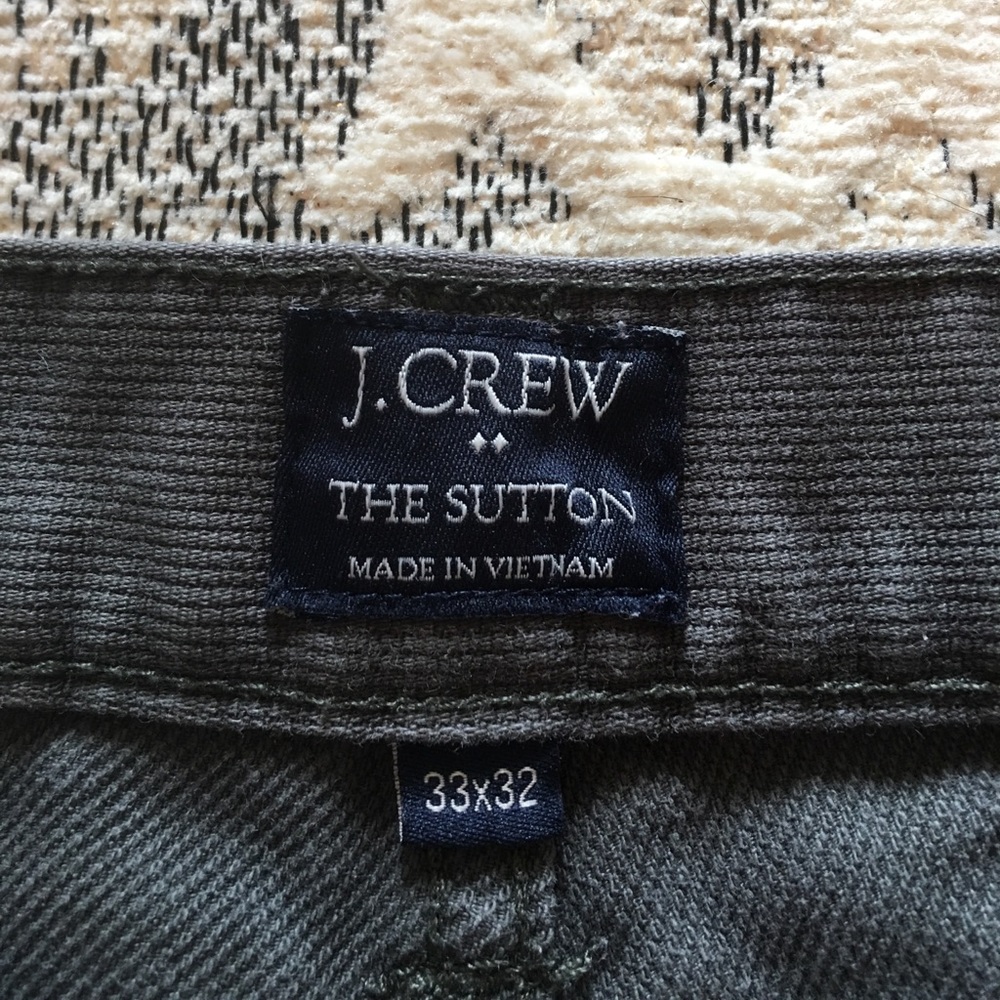 J.CREW
THE SUTTON
MADE IN VIETNAM
33x32